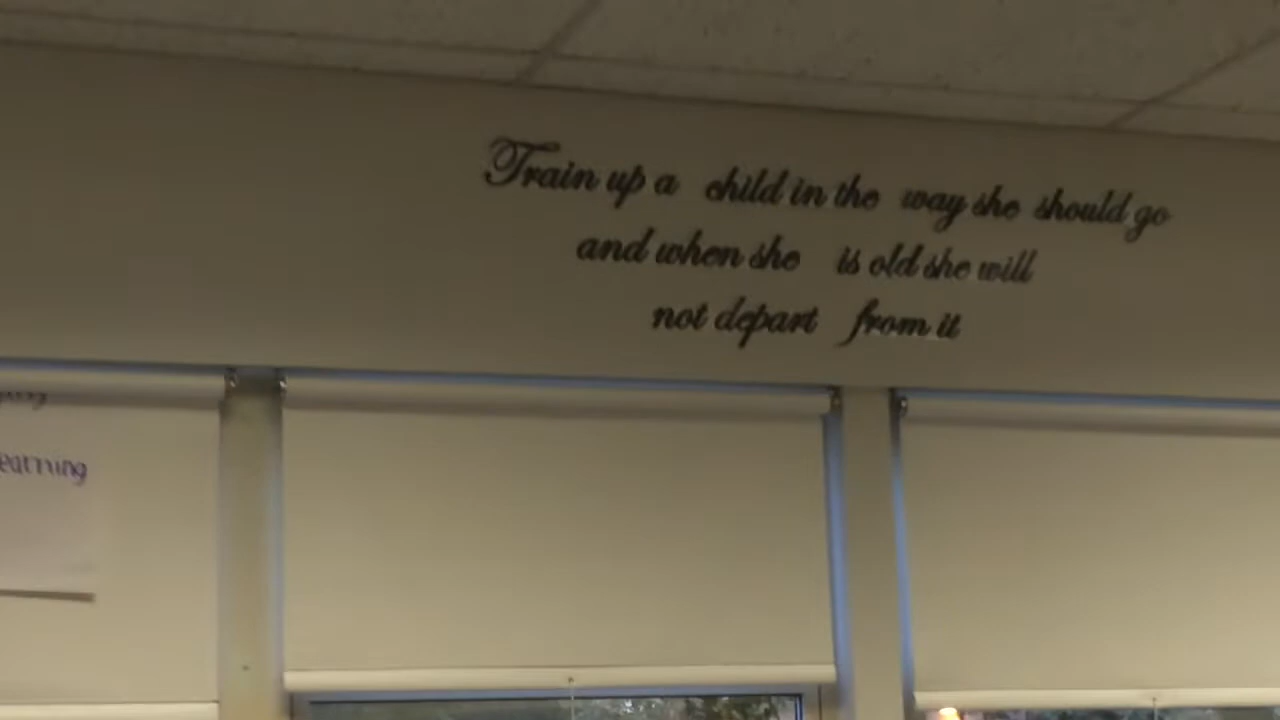 Train up a child in the way she should go
and when she is old she will
not depart from it
earning